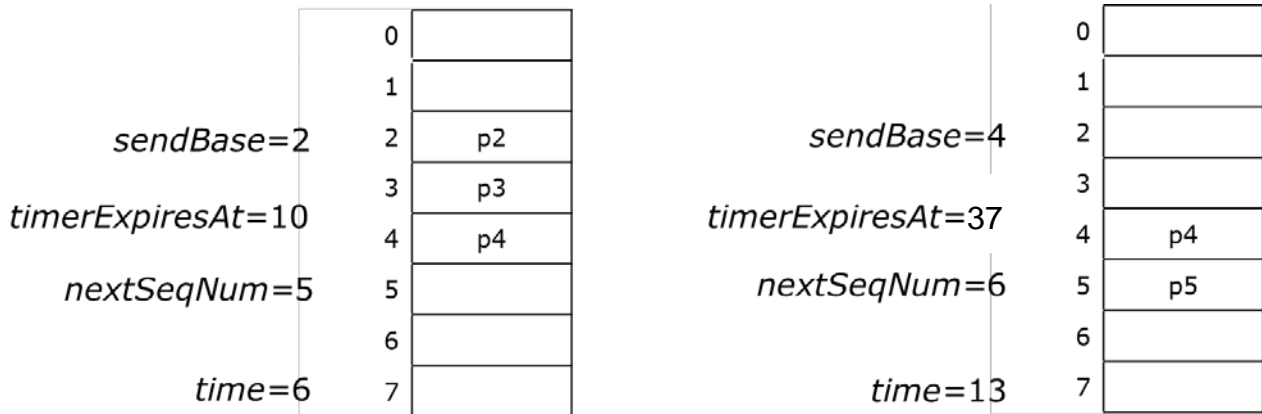 0
1
sendBase=2 2 p2
3 p3
timerExpiresAt=10
4 p4
nextSeqNum=5 5
6
time=6 7
0
1
sendBase=4 2
3
timerExpiresAt=37
4 p4
nextSeqNum=6 5 p5
6
time=13 7